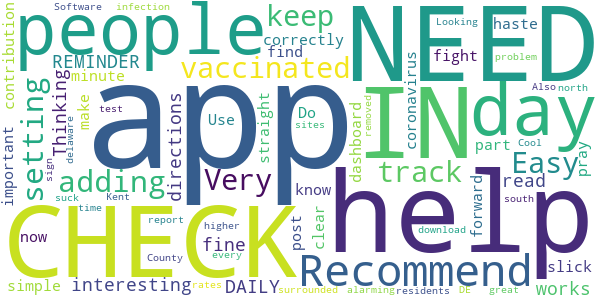 Software infection
people keep haste
NEED
contribution REMINDER correctly
vaccinated find fight Looking problem
minute Thinking
setting make app IN day
coronavirus Also north
test Use Do sites
directions straight dashboard removed part Cool
important sign delaware adding Very track Easy pray
suck Kent know read south
time
CHECK help
report higher post clear forward
now County every fine download slick
Recommend
simple interesting DAILY works
rates surrounded alarming residents DE great